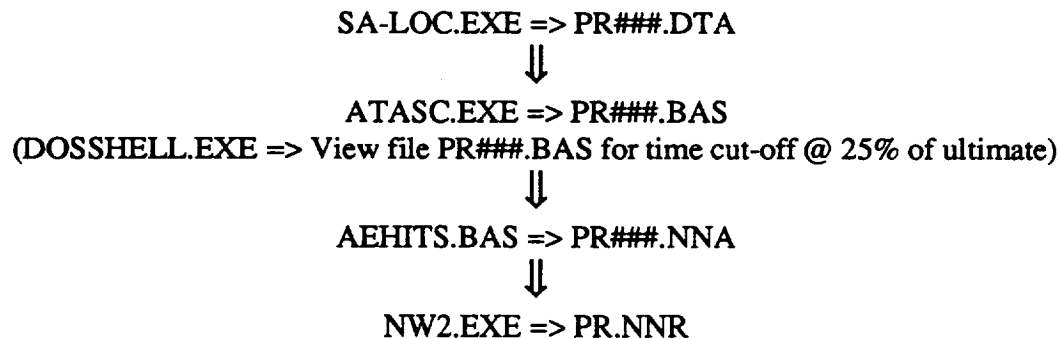 SA-LOC.EXE => PR###.DTA
⇓
ATASC.EXE => PR###.BAS
(DOSSHELL.EXE => View file PR###.BAS for time cut-off @ 25% of ultimate)
⇓
AEHITS.BAS => PR###.NNA
⇓
NW2.EXE => PR.NNR